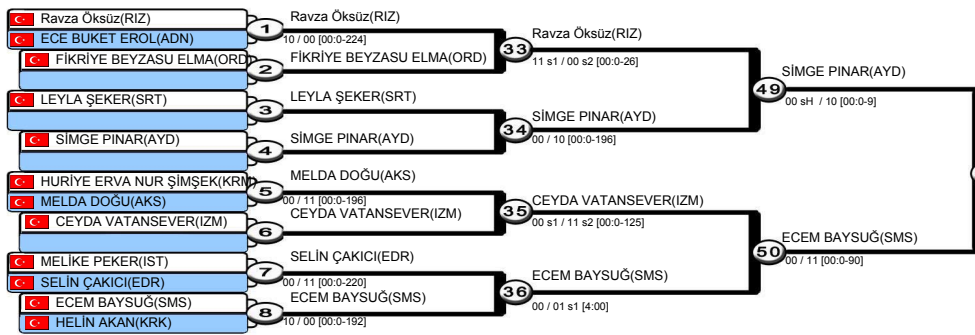 Ravza Öksüz(RIZ)
ECE BUKET EROL(ADN)
1
Ravza Öksüz(RIZ)
10 / 00 [00:0-224]
FİKRİYE BEYZASU ELMA(ORD
2
FİKRİYE BEYZASU ELMA(ORD)
33
Ravza Öksüz(RIZ)
11 s1 / 00 s2 [00:0-26]
LEYLA ŞEKER(SRT)
3
LEYLA ŞEKER(SRT)
SİMGE PINAR(AYD)
4
SİMGE PINAR(AYD)
34
SİMGE PINAR(AYD)
00 / 10 [00:0-196]
49
SİMGE PINAR(AYD)
00 sH / 10 [00:0-9]
HURİYE ERVA NUR ŞİMŞEK(KRM)
MELDA DOĞU(AKS)
5
MELDA DOĞU(AKS)
00 / 11 [00:0-196]
CEYDA VATANSEVER(IZM)
6
CEYDA VATANSEVER(IZM)
35
CEYDA VATANSEVER(IZM)
00 s1 / 11 s2 [00:0-125]
MELİKE PEKER(IST)
SELİN ÇAKICI(EDR)
7
SELİN ÇAKICI(EDR)
00 / 11 [00:0-220]
ECEM BAYSUĞ(SMS)
HELİN AKAN(KRK)
8
ECEM BAYSUĞ(SMS)
10 / 00 [00:0-192]
36
ECEM BAYSUĞ(SMS)
00 / 01 s1 [4:00]
50
ECEM BAYSUĞ(SMS)
00 / 11 [00:0-90]